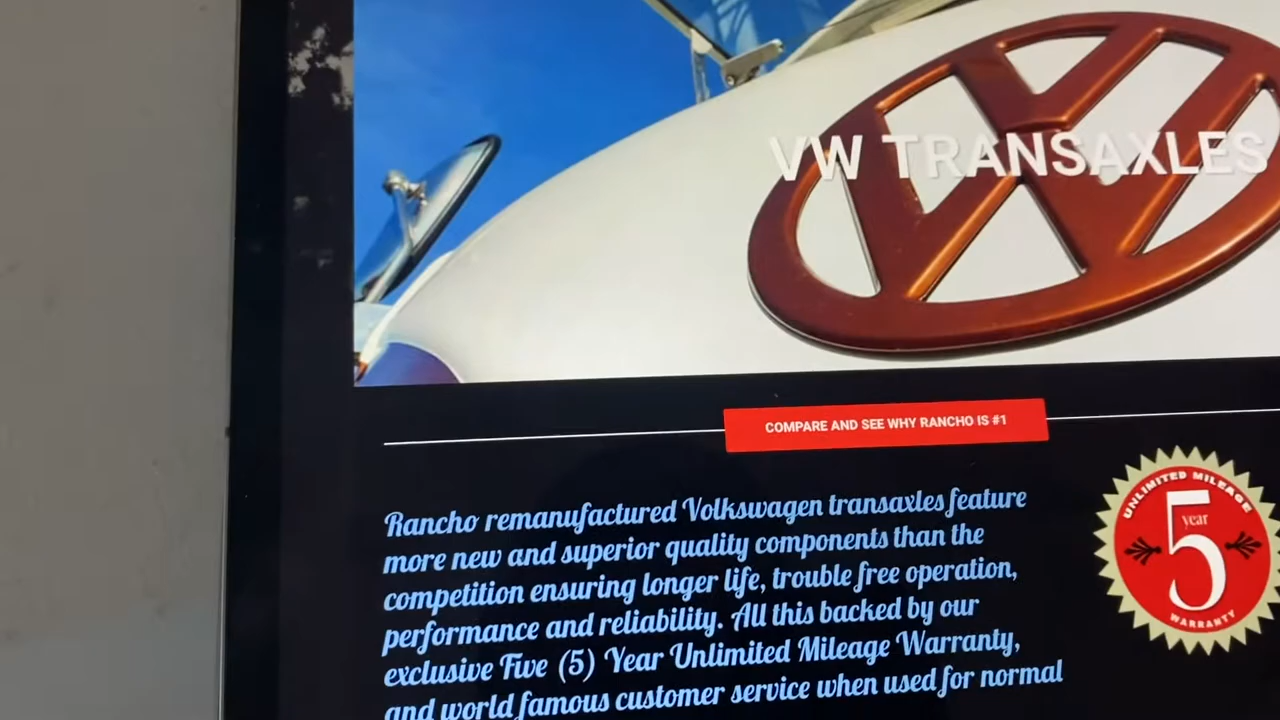 VW TRANSAXLES
COMPARE AND SEE WHY RANCHO IS #1
Rancho remanufactured Volkswagen transaxles feature
more new and superior quality components than the
competition ensuring longer life, trouble free operation,
performance and reliability. All this backed by our
exclusive Five (5) Year Unlimited Mileage Warranty,
and world famous customer service when used for normal
UNLIMITED MILEAGE
5
year
WARRANTY